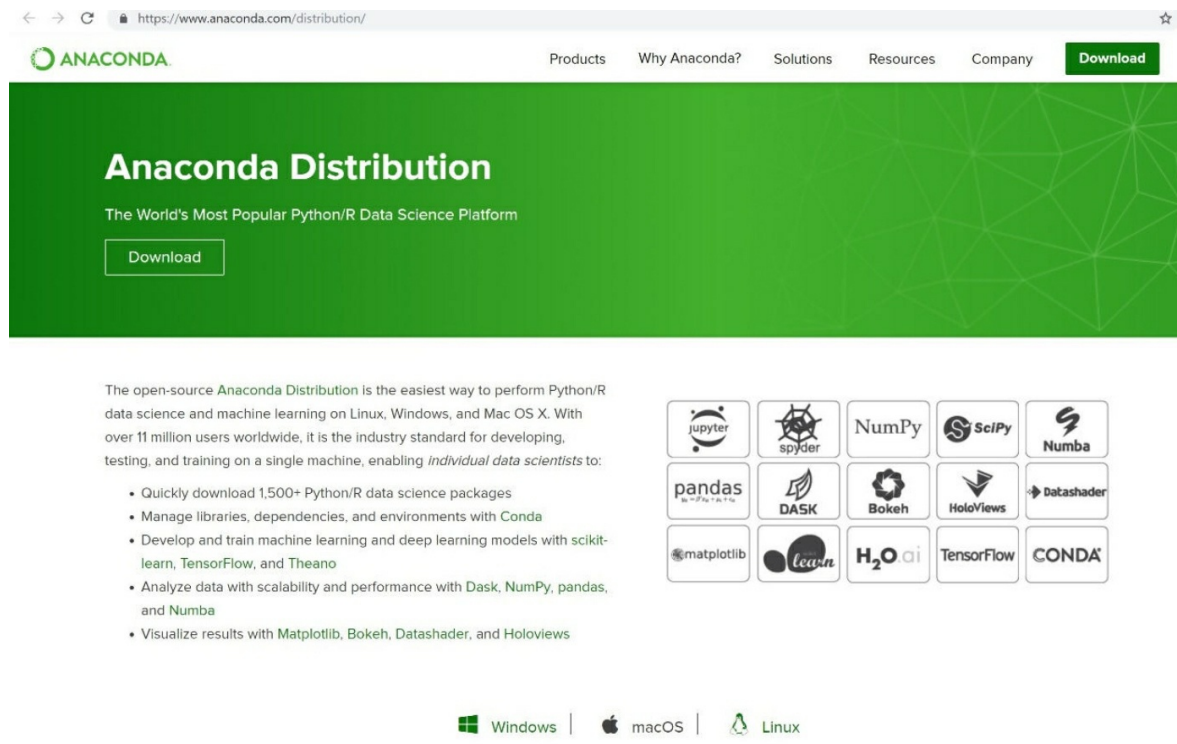 https://www.anaconda.com/distribution/
ANACONDA.
Products Why Anaconda? Solutions Resources Company Download
Anaconda Distribution
The World's Most Popular Python/R Data Science Platform
Download
The open-source Anaconda Distribution is the easiest way to perform Python/R
data science and machine learning on Linux, Windows, and Mac OS X. With
over 11 million users worldwide, it is the industry standard for developing,
testing, and training on a single machine, enabling individual data scientists to:
• Quickly download 1,500+ Python/R data science packages
• Manage libraries, dependencies, and environments with Conda
• Develop and train machine learning and deep learning models with scikit-
learn, TensorFlow, and Theano
• Analyze data with scalability and performance with Dask, NumPy, pandas,
and Numba
• Visualize results with Matplotlib, Bokeh, Datashader, and Holoviews
jupyter spyder NumPy SciPy Numba
pandas DASK Bokeh HoloViews Datashader
matplotlib learn H2O.ai TensorFlow CONDA
Windows macOS Linux